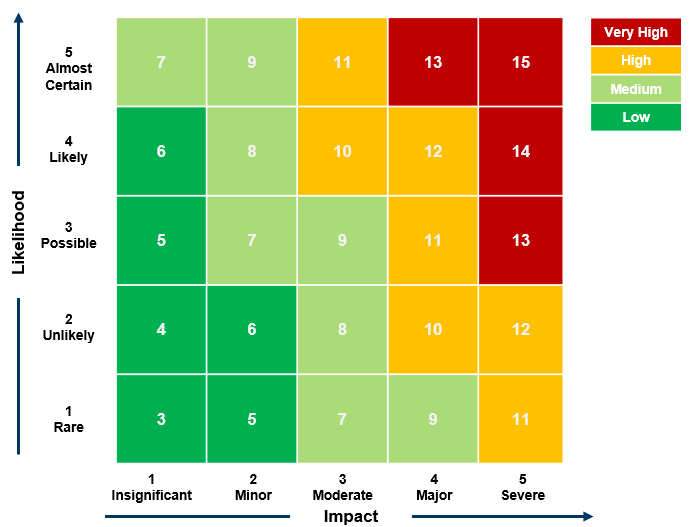 Very High
High
Medium
Low
5
Almost
Certain
7
9
11
13
15
4
Likely
6
8
10
12
14
3
Possible
5
7
9
11
13
2
Unlikely
4
6
8
10
12
1
Rare
3
5
7
9
11
Likelihood
1
Insignificant
2
Minor
3
Moderate
4
Major
5
Severe
Impact